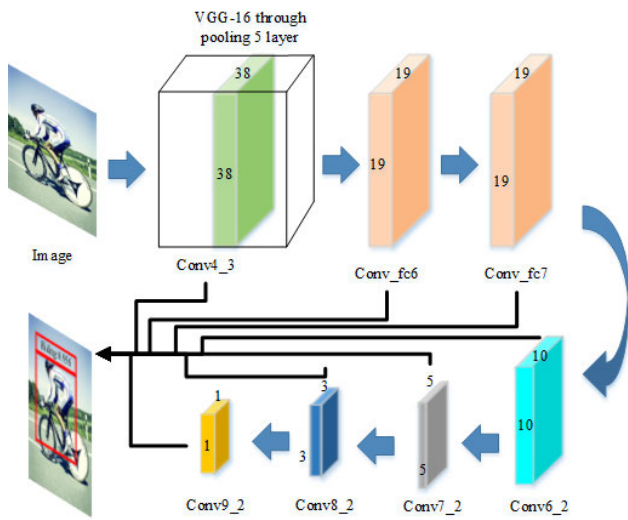 VGG-16 through
pooling 5 layer
38
38
19
19
19
19
Image
Conv4_3
Conv_fc6
Conv_fc7
10
10
5
5
3
3
1
1
Conv9_2
Conv8_2
Conv7_2
Conv6_2